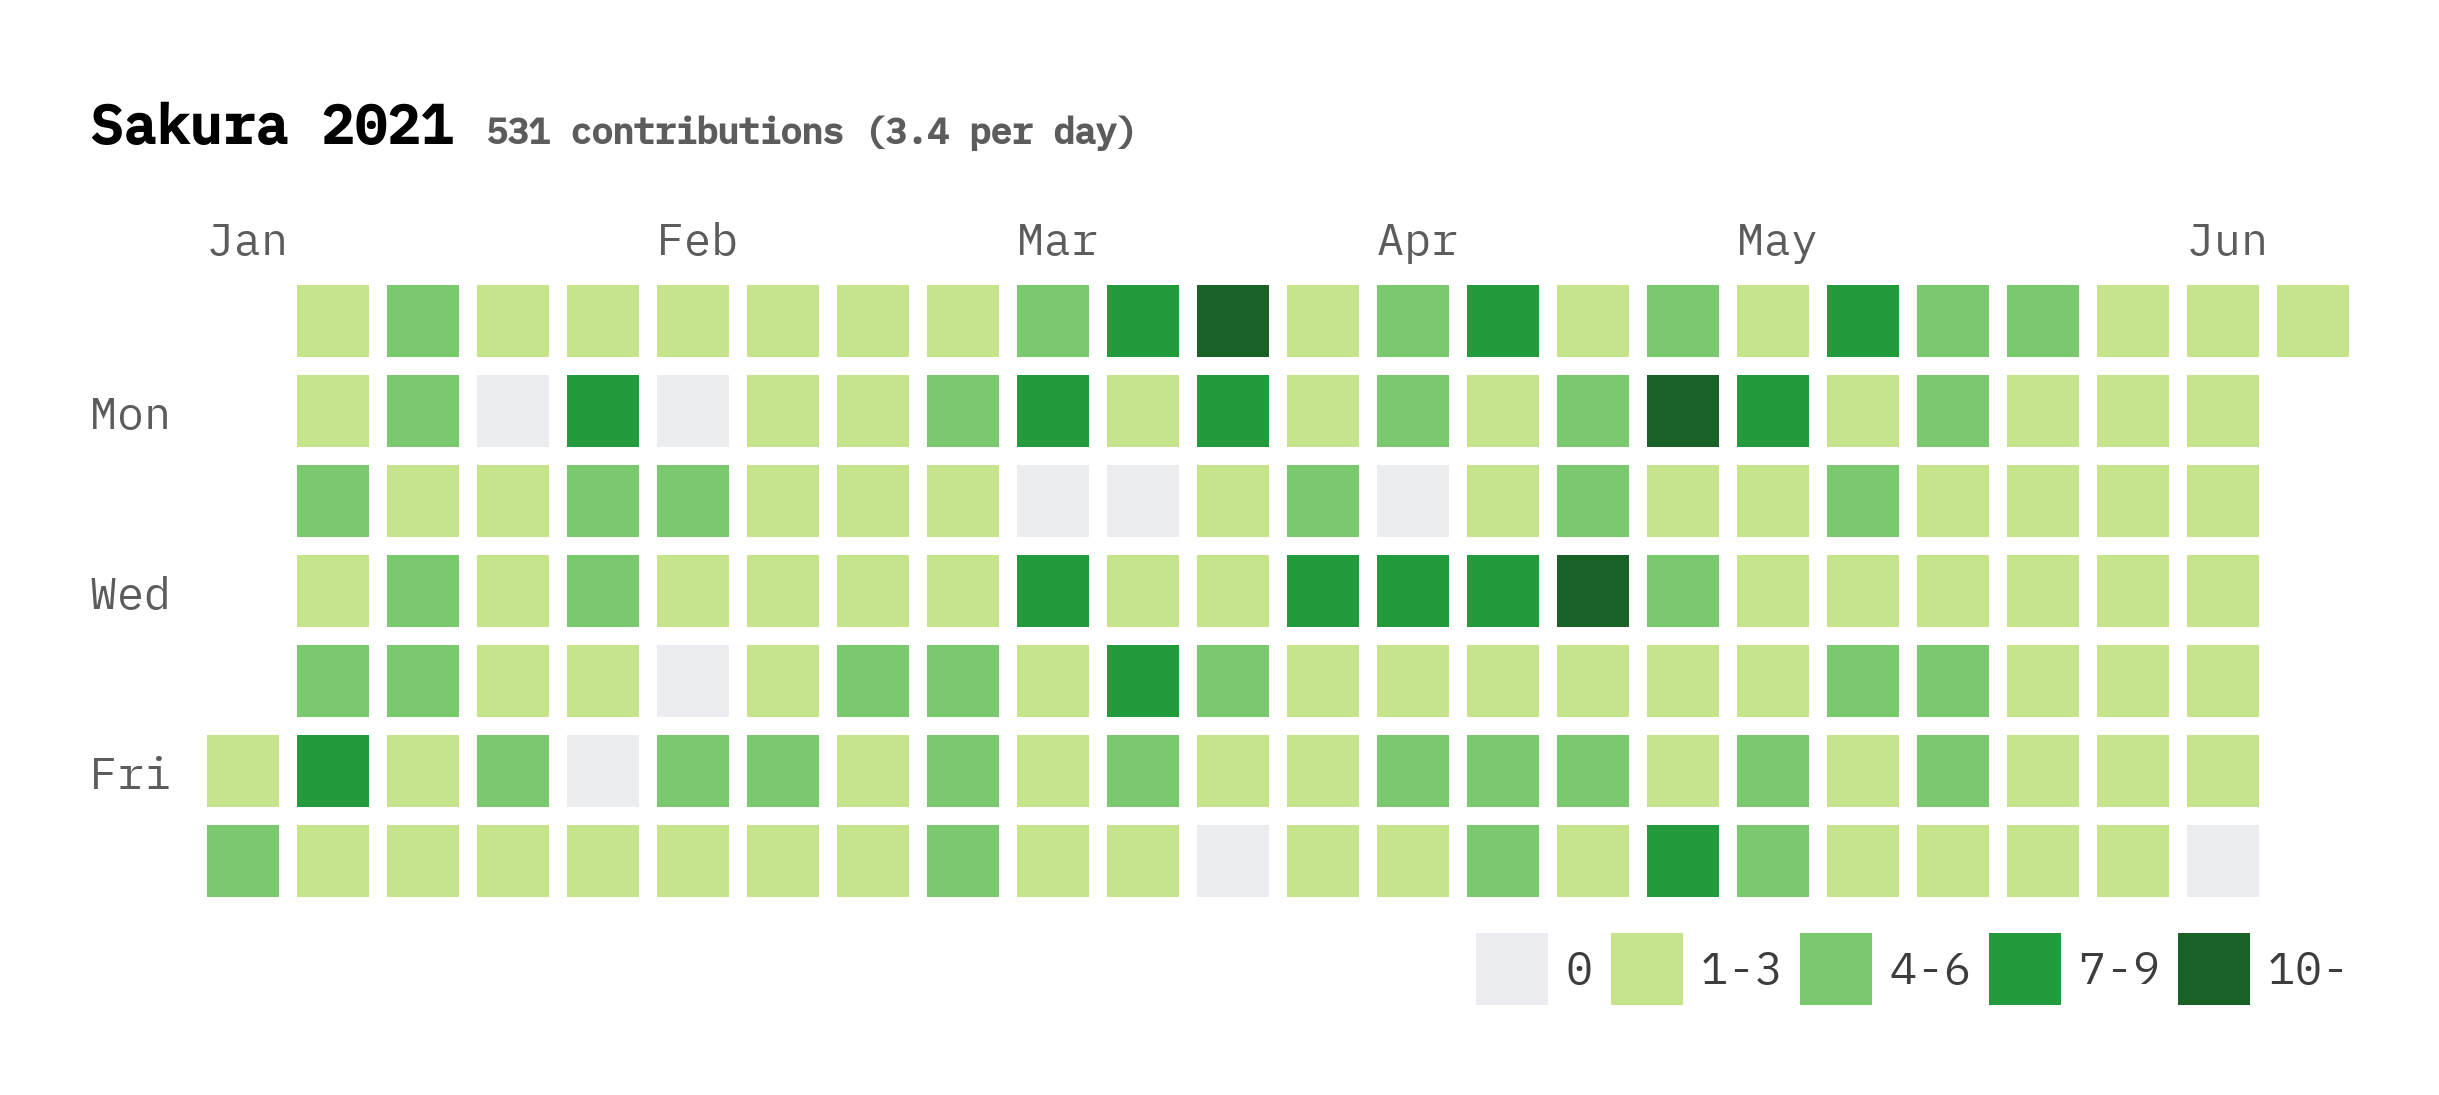 Sakura 2021 531 contributions (3.4 per day)
Jan Feb Mar Apr May Jun
Mon
Wed
Fri
0 1-3 4-6 7-9 10-